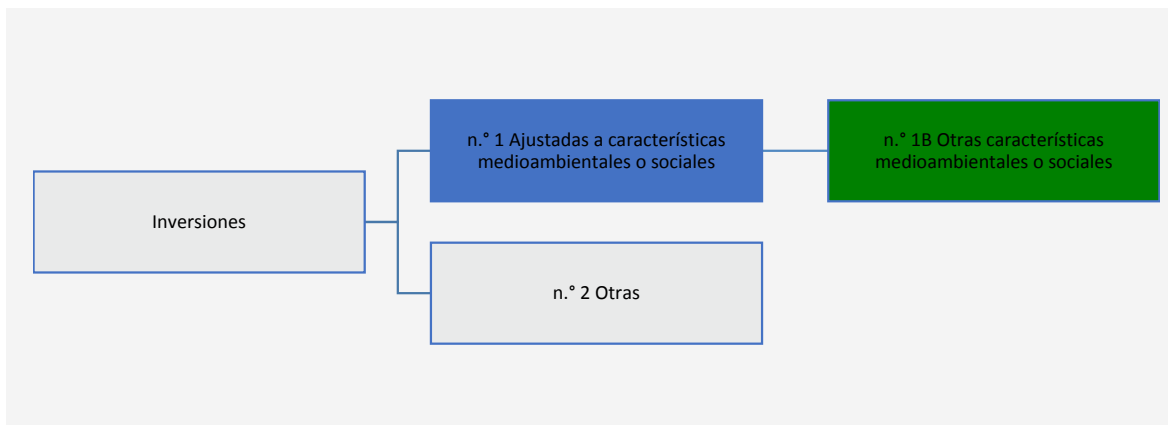 n.° 1 Ajustadas a características
medioambientales o sociales
n.° 1B Otras características
medioambientales o sociales
Inversiones
n.° 2 Otras